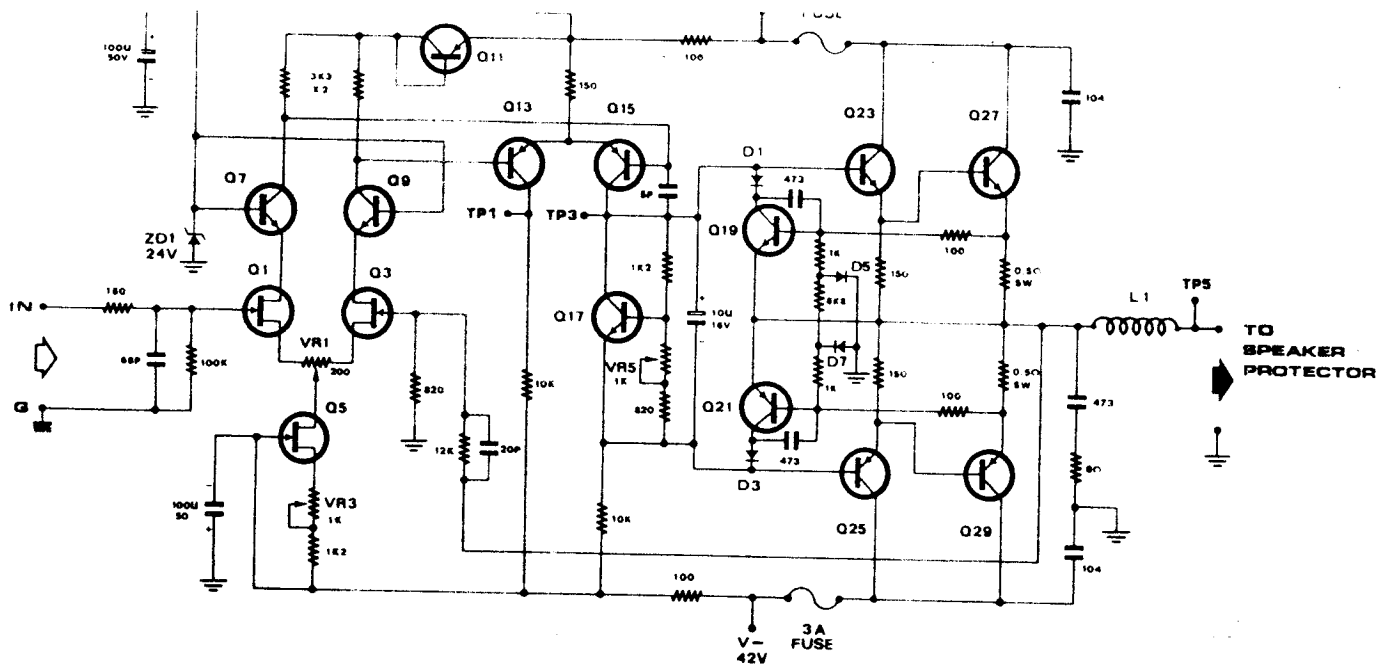 100U
50V
3K3
X 2
Q11
100
FUSE
150
Q13
Q15
Q23
Q27
104
Q7
Q9
D1
473
5P
TP1
TP3
Q19
ZD1
24V
Q1
Q3
1K2
1K
D5
100
150
0.5Ω
5W
L1
TP5
IN
150
Q17
10U
16V
TO
SPEAKER
PROTECTOR
68P
100K
VR1
200
820
10K
VR5
1K
820
D7
1K
150
0.5Ω
5W
G
Q5
Q21
100
473
12K
20P
473
D3
8Ω
100U
50
VR3
1K
1K2
10K
Q25
Q29
104
100
V-
42V
3A
FUSE